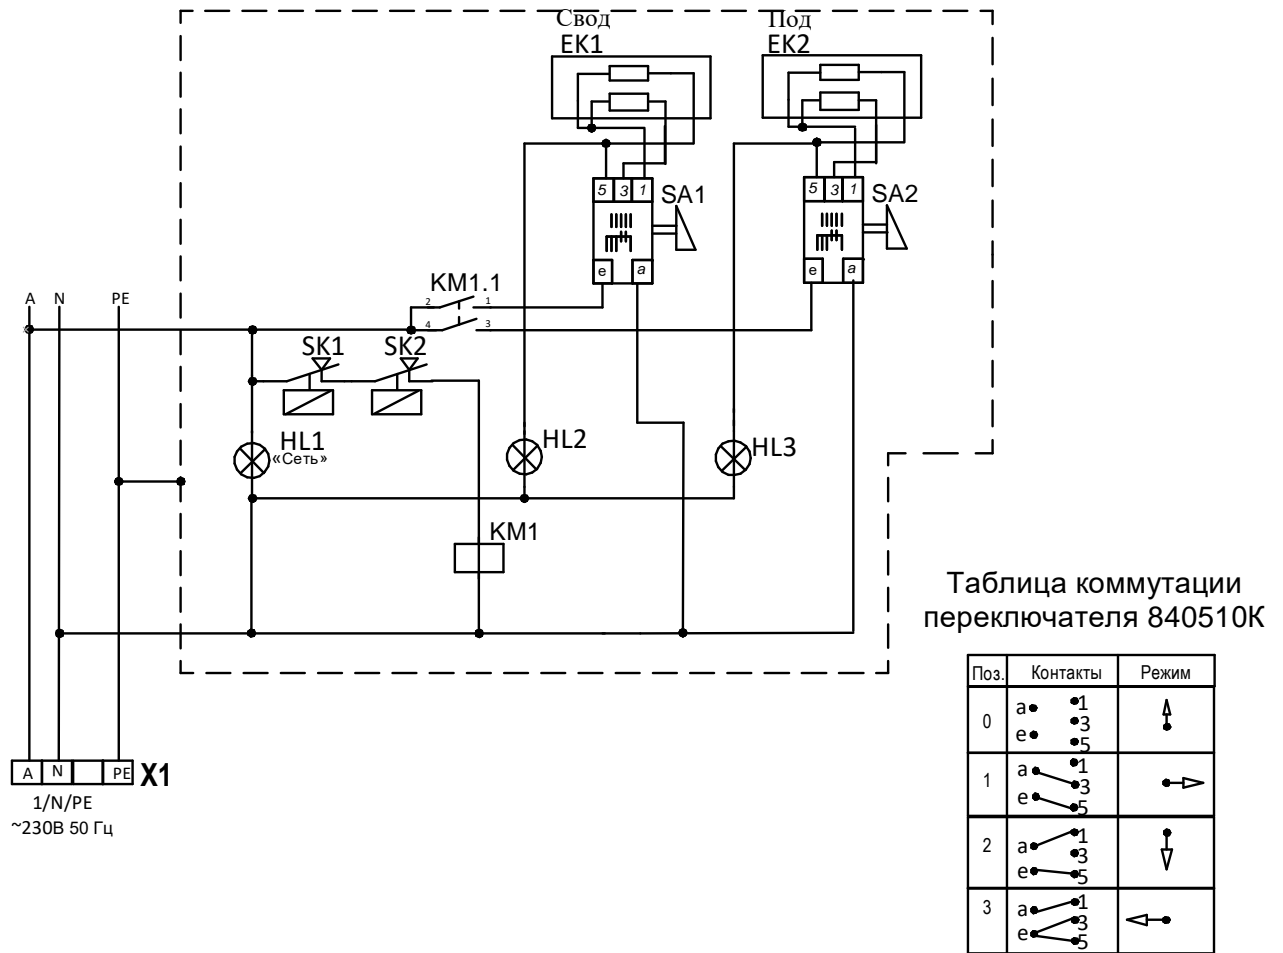 Свод
Под
EK1
EK2
5 3 1
SA1
5 3 1
SA2
e a
e a
KM1.1
2 1
4 3
A N PE
SK1
SK2
HL1
«Сеть»
HL2
HL3
KM1
A N PE X1
1/N/PE
~230В 50 Гц
Таблица коммутации
переключателя 840510К
Поз. Контакты Режим
0 a 1
3
e 5
1 a 1
3
e 5
2 a 1
3
e 5
3 a 1
3
e 5